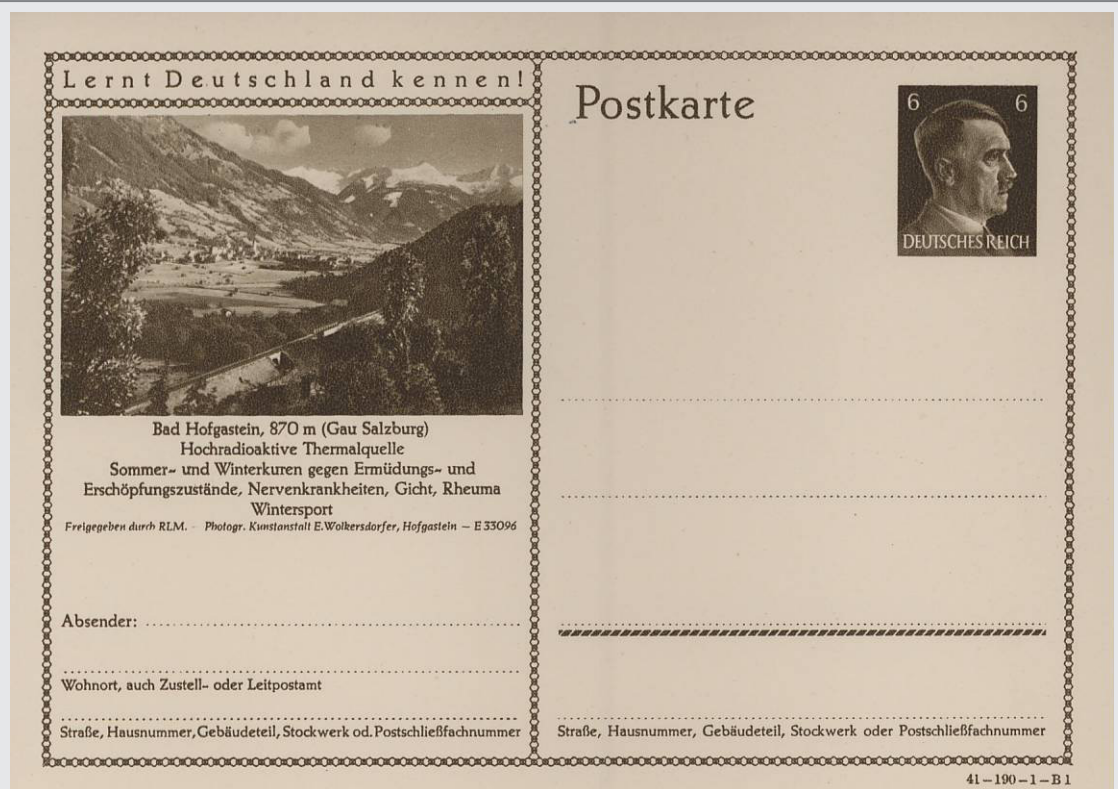 Lernt Deutschland kennen!
Postkarte
6 6
DEUTSCHES REICH
Bad Hofgastein, 870 m (Gau Salzburg)
Hochradioaktive Thermalquelle
Sommer- und Winterkuren gegen Ermüdungs- und
Erschöpfungszustände, Nervenkrankheiten, Gicht, Rheuma
Wintersport
Freigegeben durch RLM. - Photogr. Kunstanstalt E. Wolkersdorfer, Hofgastein — E 33096
Absender:
Wohnort, auch Zustell- oder Leitpostamt
Straße, Hausnummer, Gebäudeteil, Stockwerk od. Postschließfachnummer
Straße, Hausnummer, Gebäudeteil, Stockwerk oder Postschließfachnummer
41-190-1-B 1